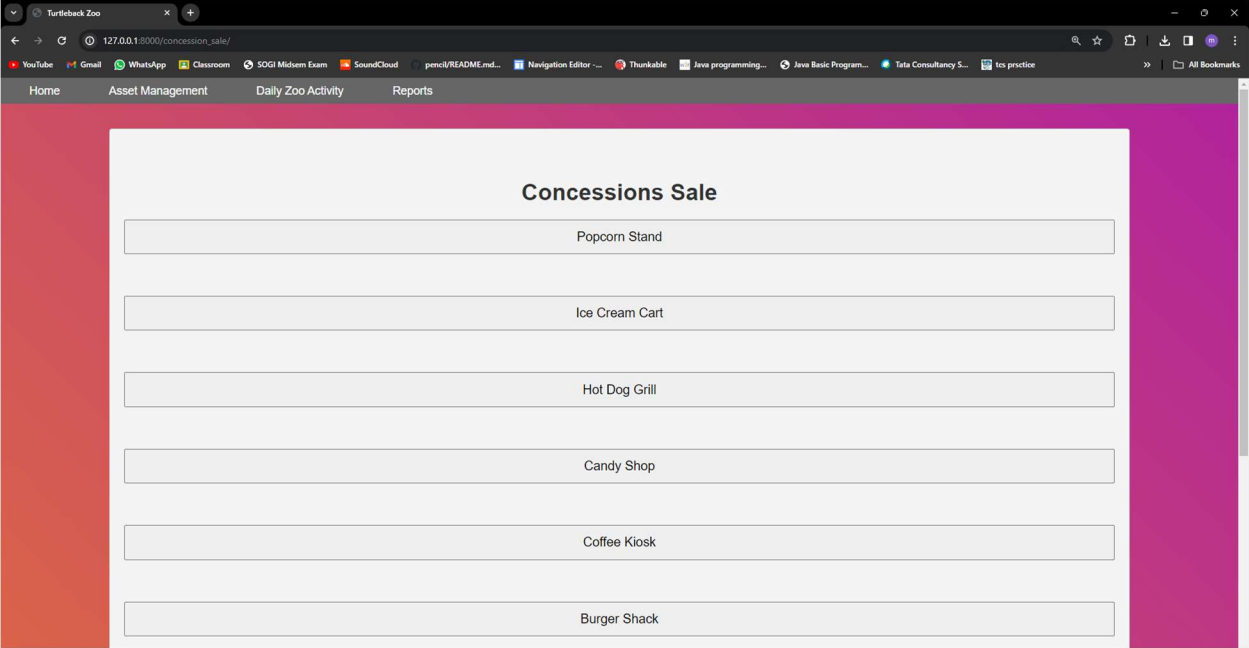 Turtleback Zoo
127.0.0.1:8000/concession_sale/
YouTube Gmail WhatsApp Classroom SOGI Midsem Exam SoundCloud pencil/README.md... Navigation Editor -... Thunkable Java programming... Java Basic Program... Tata Consultancy S... tcs prsctice » All Bookmarks
Home Asset Management Daily Zoo Activity Reports
Concessions Sale
Popcorn Stand
Ice Cream Cart
Hot Dog Grill
Candy Shop
Coffee Kiosk
Burger Shack